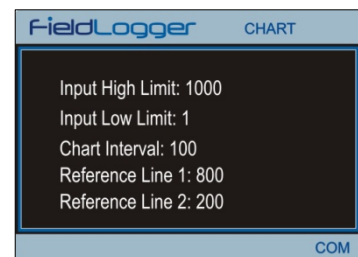 FieldLogger CHART
Input High Limit: 1000
Input Low Limit: 1
Chart Interval: 100
Reference Line 1: 800
Reference Line 2: 200
COM